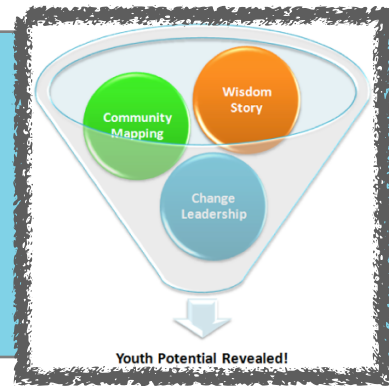 Wisdom
Story
Community
Mapping
Change
Leadership
Youth Potential Revealed!